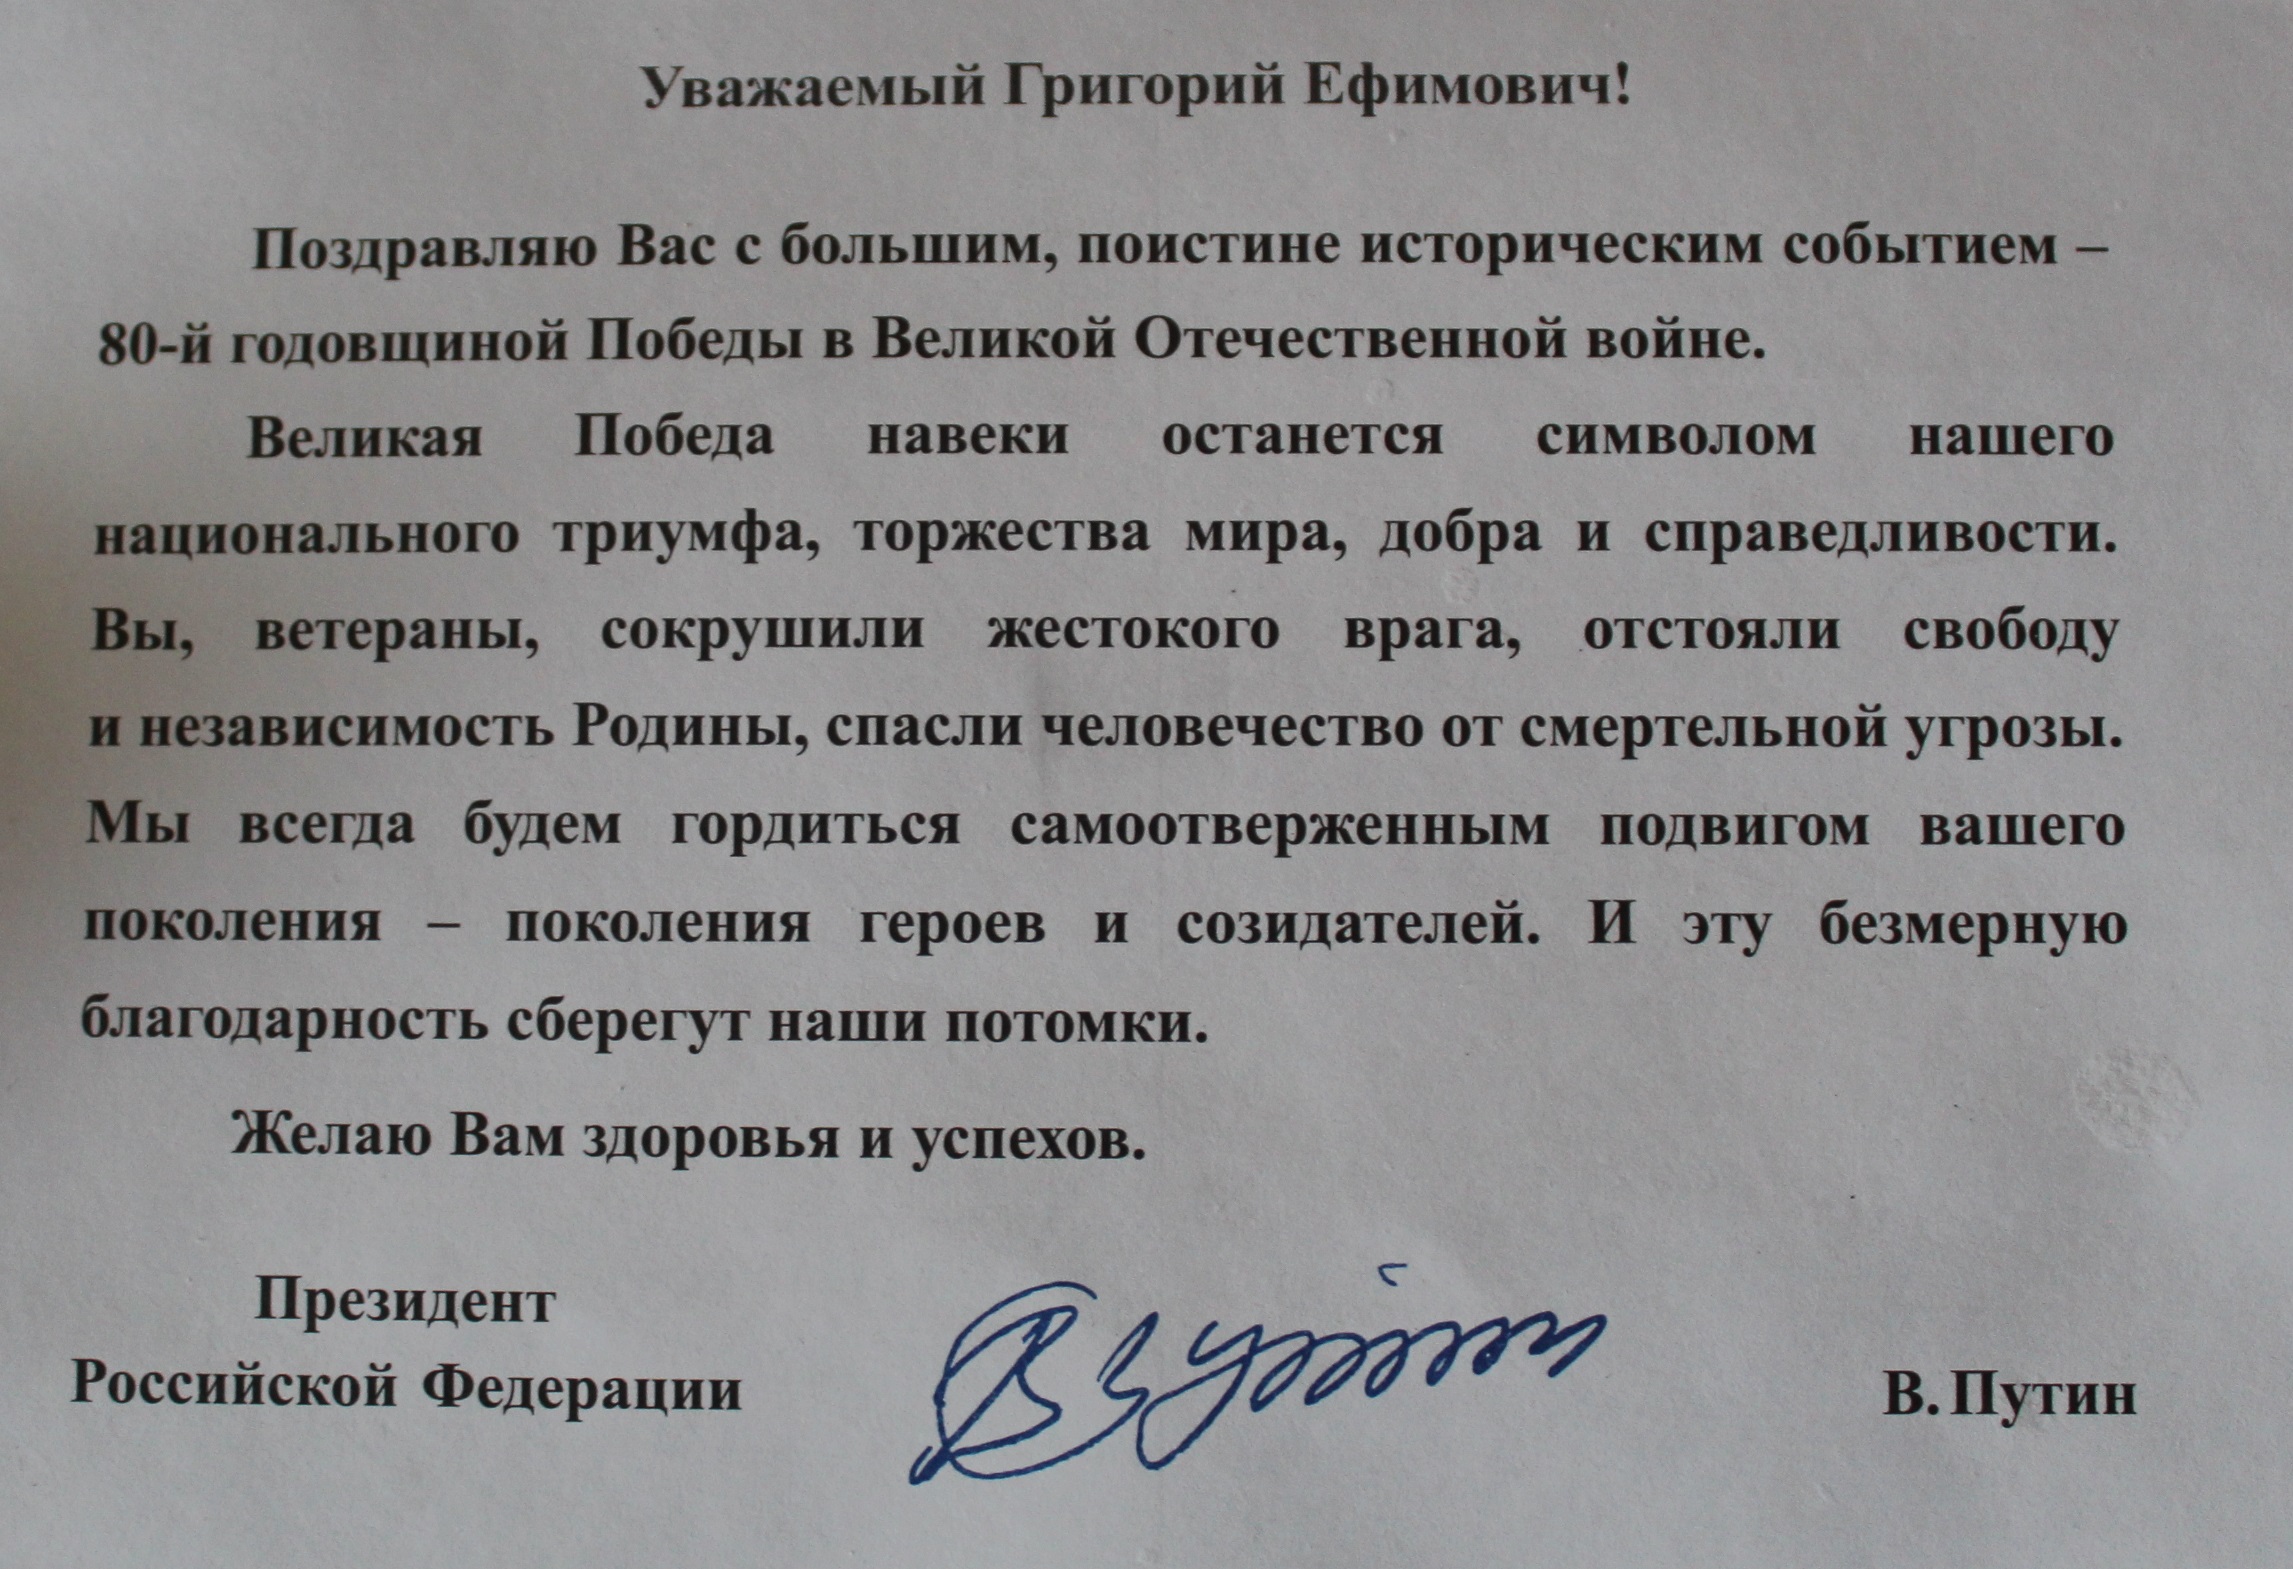 Уважаемый Григорий Ефимович!
Поздравляю Вас с большим, поистине историческим событием –
80-й годовщиной Победы в Великой Отечественной войне.
Великая Победа навеки останется символом нашего
национального триумфа, торжества мира, добра и справедливости.
Вы, ветераны, сокрушили жестокого врага, отстояли свободу
и независимость Родины, спасли человечество от смертельной угрозы.
Мы всегда будем гордиться самоотверженным подвигом вашего
поколения – поколения героев и созидателей. И эту безмерную
благодарность сберегут наши потомки.
Желаю Вам здоровья и успехов.
Президент
Российской Федерации
В. Путин